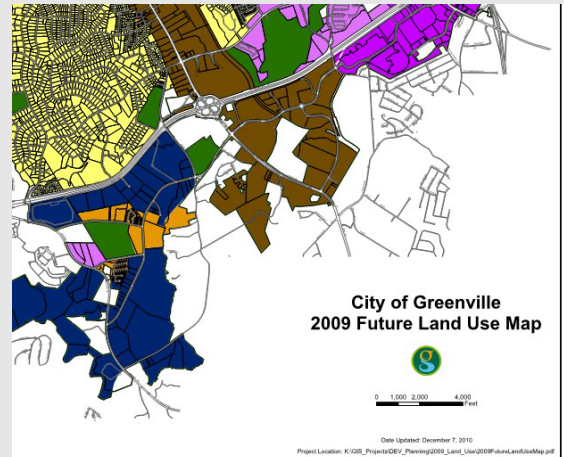 City of Greenville
2009 Future Land Use Map
g
0 1,000 2,000 4,000
Feet
Date Updated: December 7, 2010
Project Location: K:\GIS_Projects\DEV_Planning\2009_Land_Use\2009FutureLandUseMap.pdf